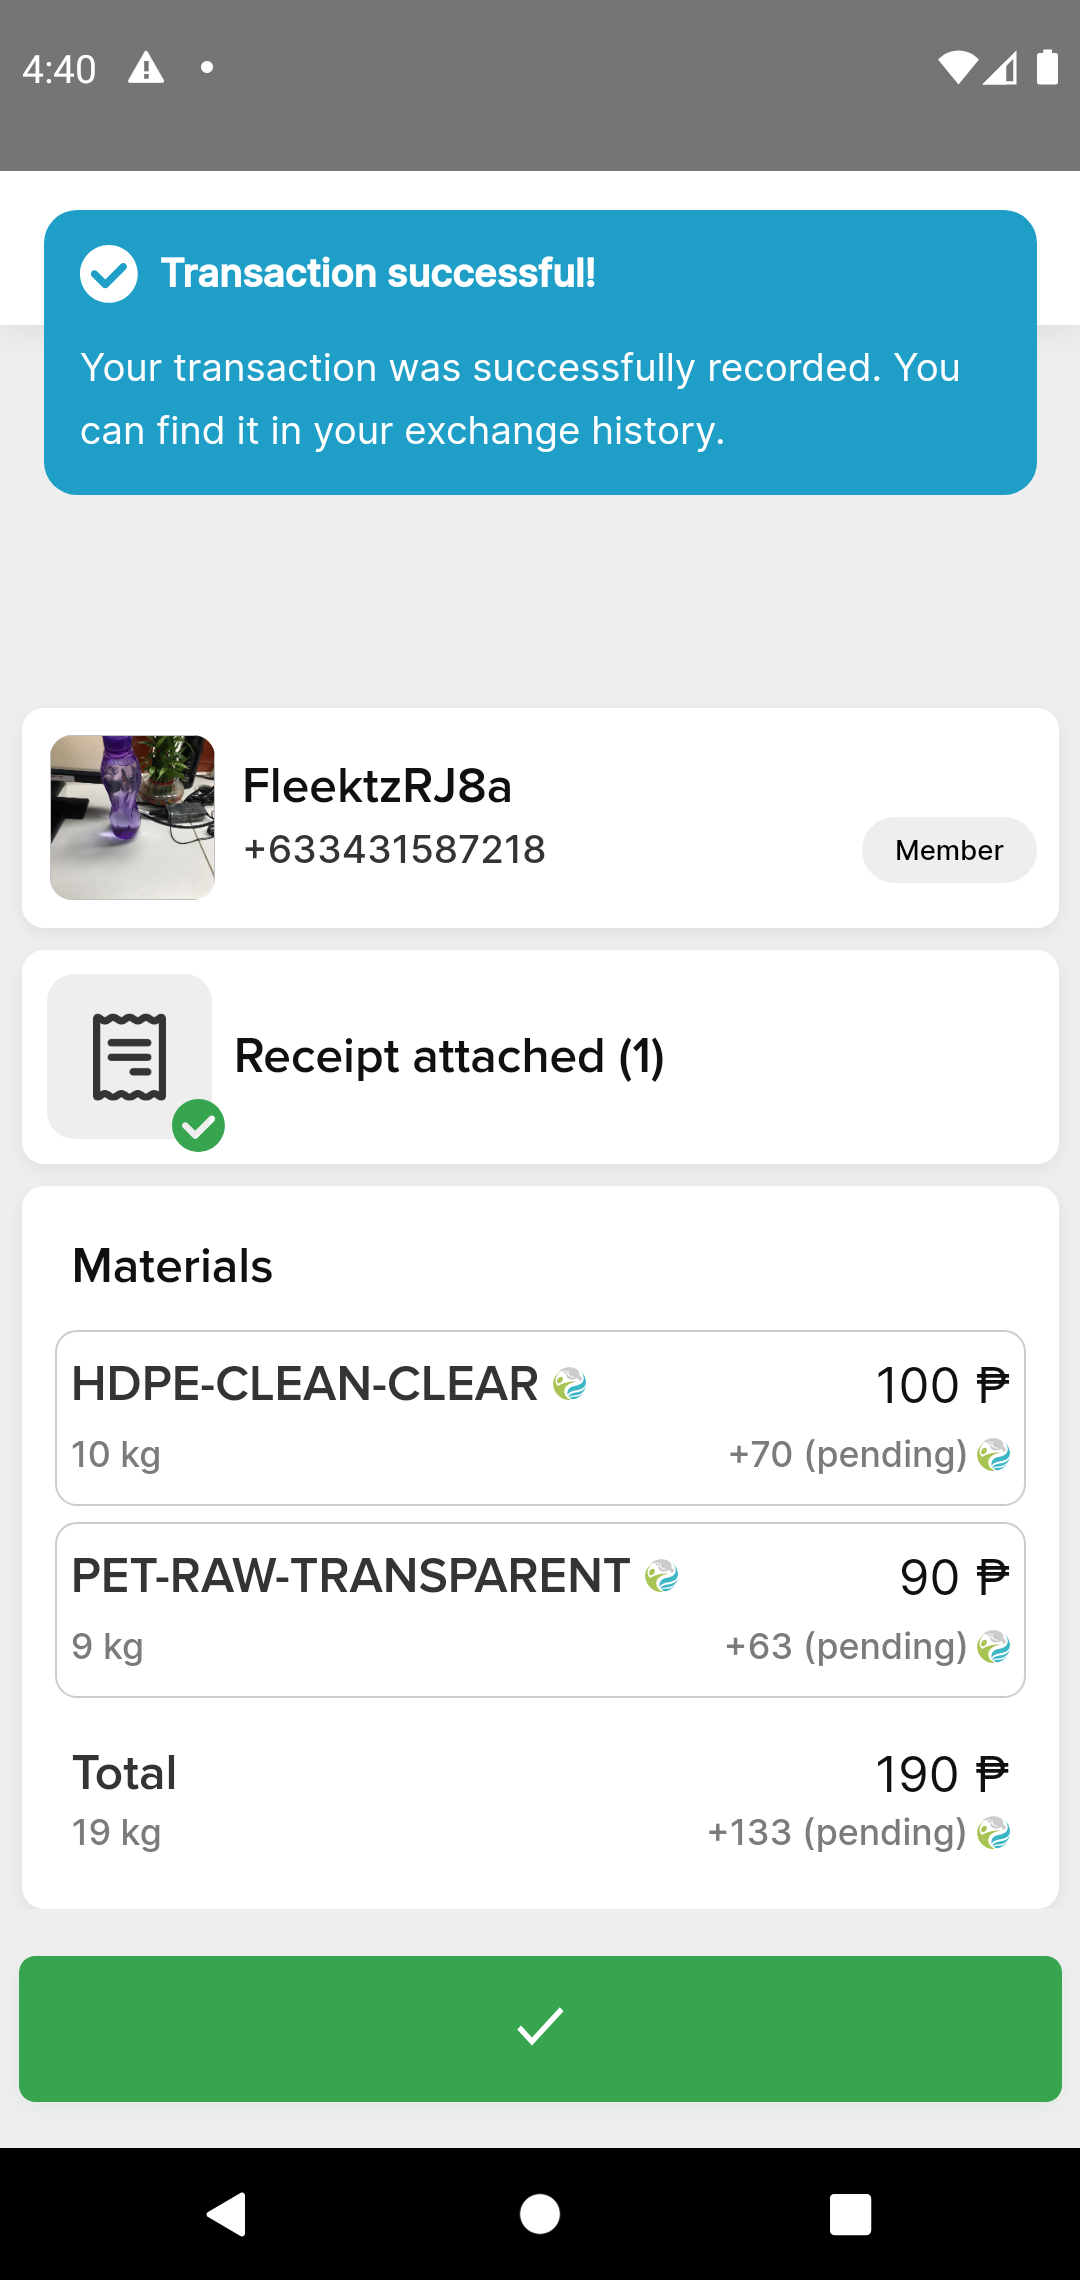 4:40
Transaction successful!
Your transaction was successfully recorded. You
can find it in your exchange history.
FleektzRJ8a
+633431587218
Member
Receipt attached (1)
Materials
HDPE-CLEAN-CLEAR 100 ₱
10 kg +70 (pending)
PET-RAW-TRANSPARENT 90 ₱
9 kg +63 (pending)
Total 190 ₱
19 kg +133 (pending)